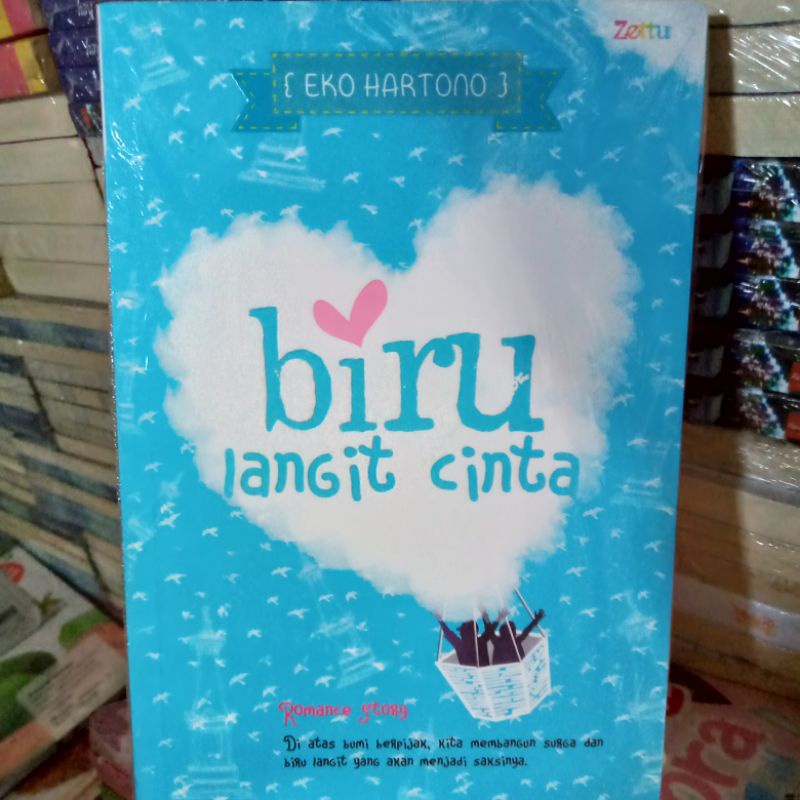 Zettu
{ EKO HARTONO }
biru
langit cinta
Romance Story
Di atas bumi berpijak, kita membangun surga dan
biru langit yang akan menjadi saksinya.
ora